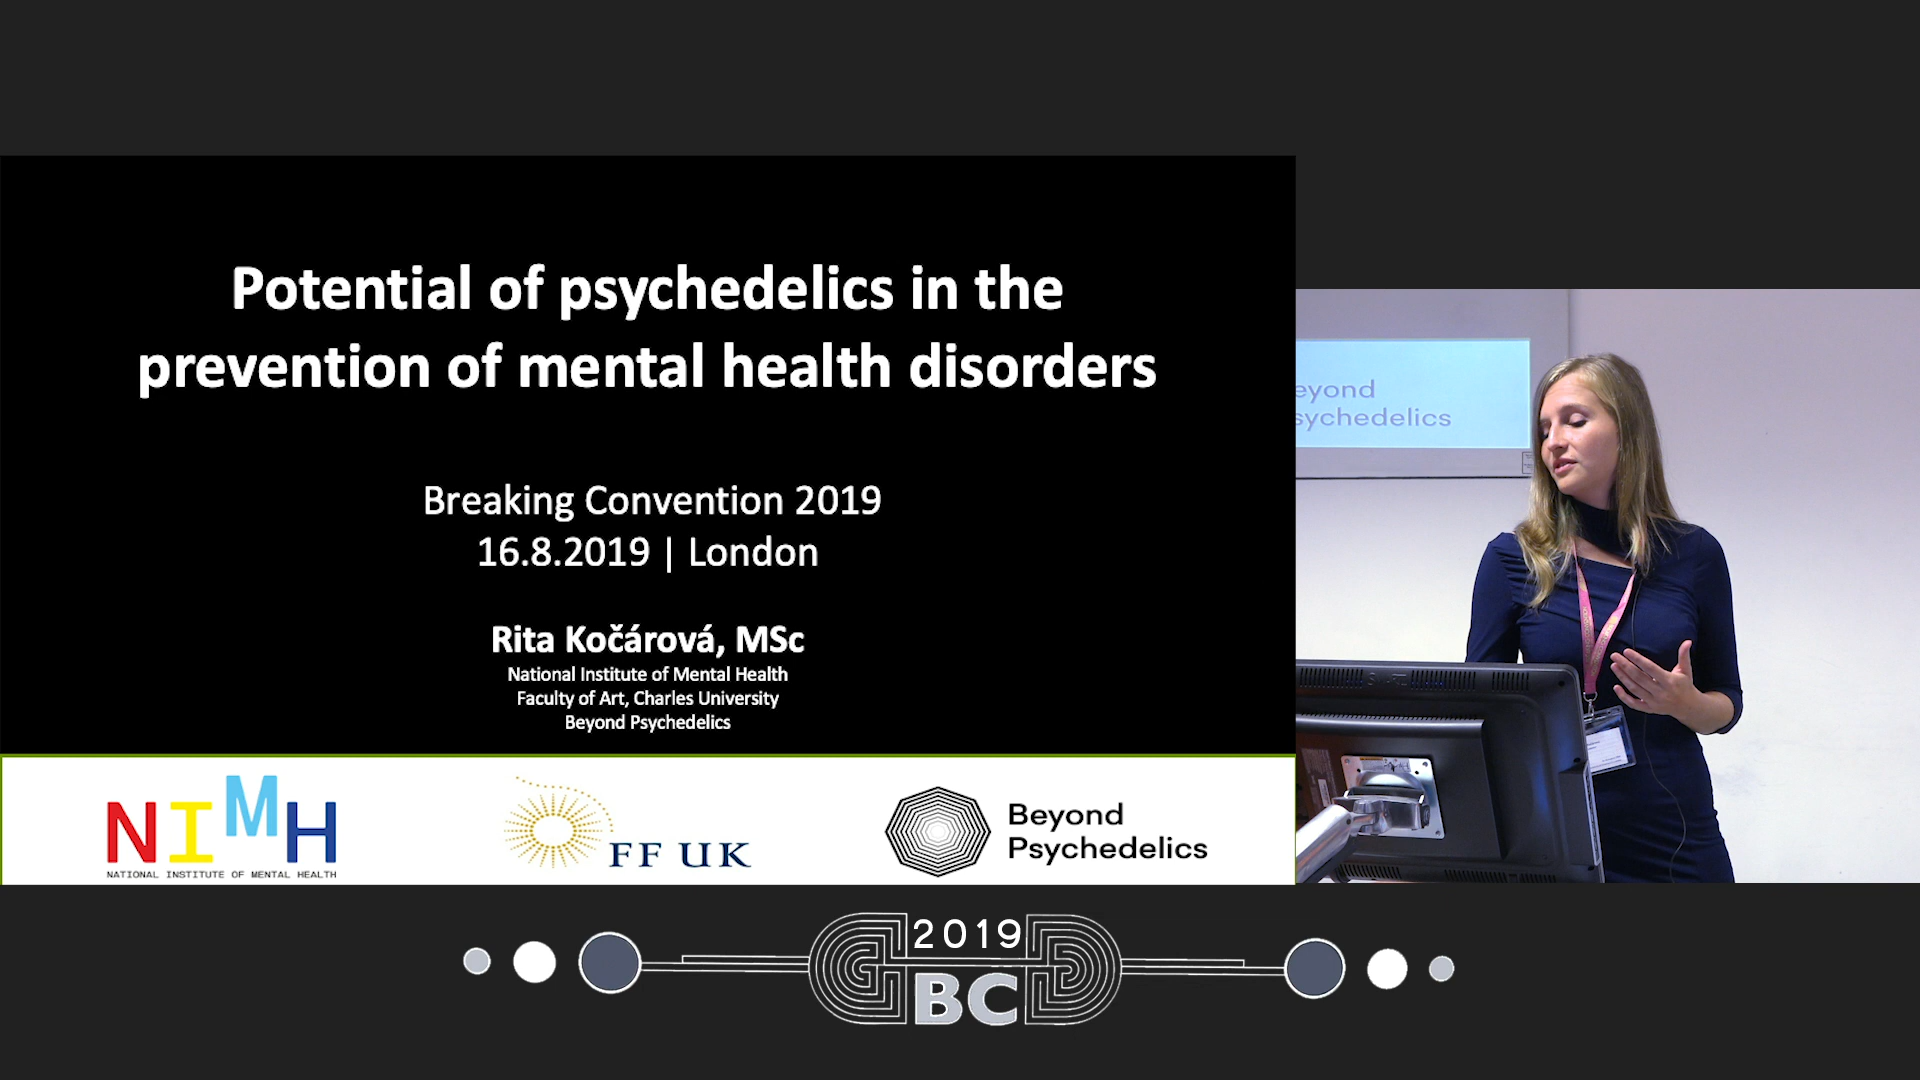 Potential of psychedelics in the
prevention of mental health disorders
Breaking Convention 2019
16.8.2019 | London
Rita Kočárová, MSc
National Institute of Mental Health
Faculty of Art, Charles University
Beyond Psychedelics
NIMH
NATIONAL INSTITUTE OF MENTAL HEALTH
FF UK
Beyond
Psychedelics
eyond
sychedelics
2019
BC